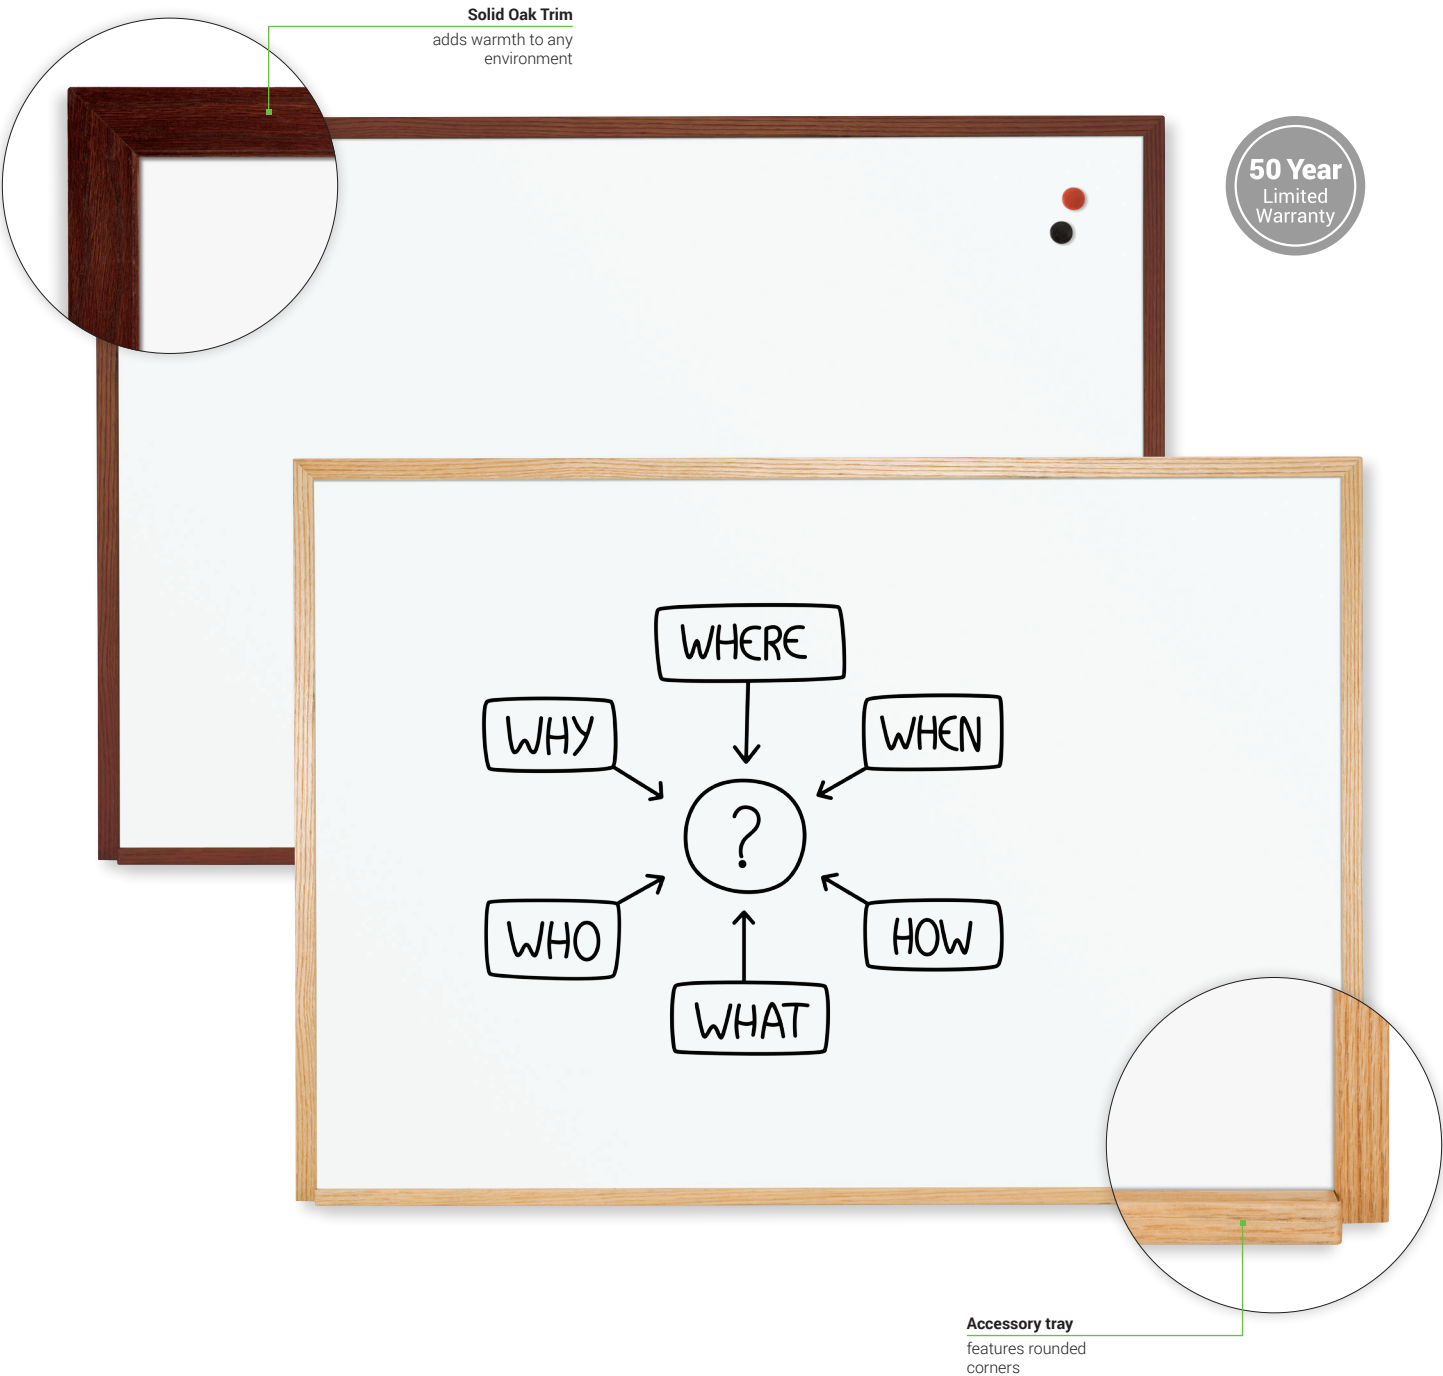 Solid Oak Trim
adds warmth to any
environment
50 Year
Limited
Warranty
WHERE
WHY
WHEN
?
WHO
HOW
WHAT
Accessory tray
features rounded
corners